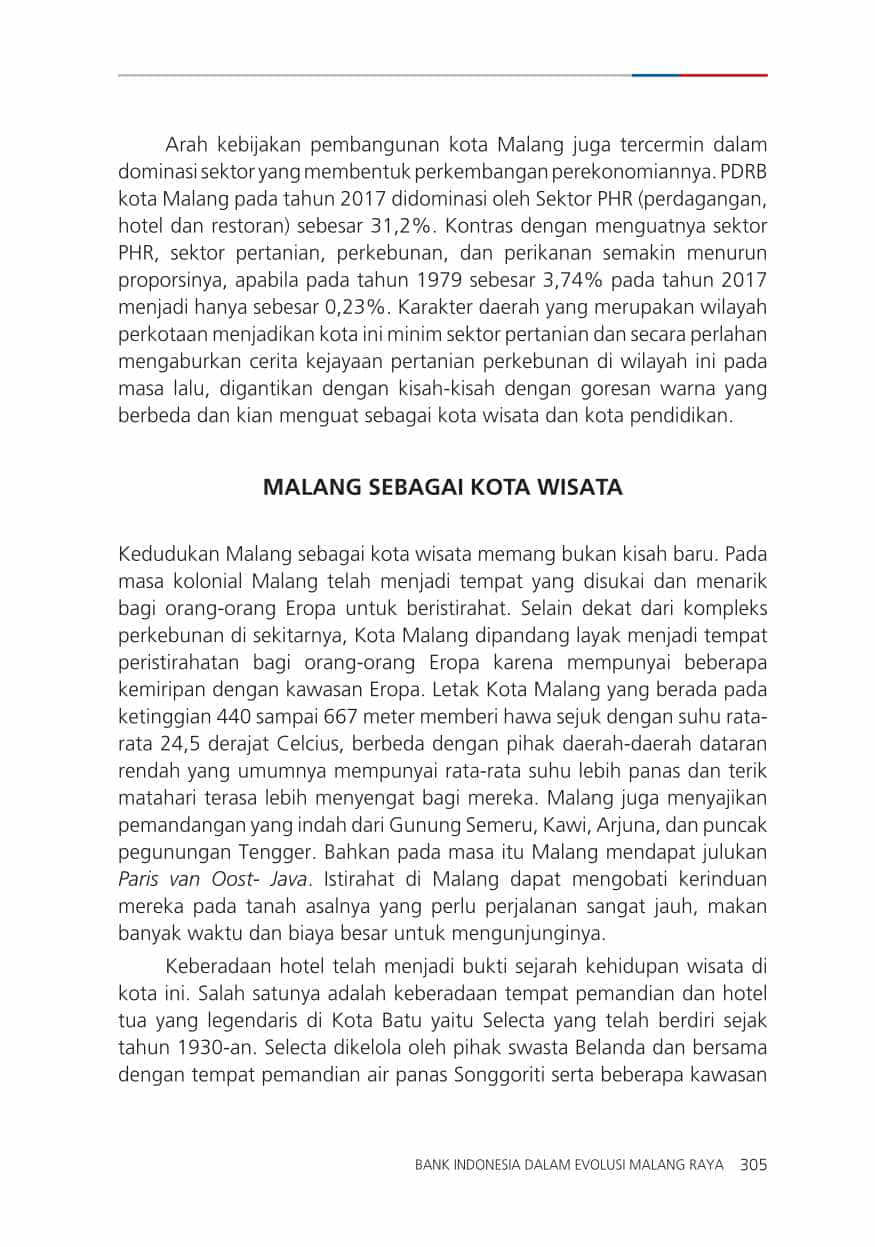 Arah kebijakan pembangunan kota Malang juga tercermin dalam
dominasi sektor yang membentuk perkembangan perekonomiannya. PDRB
kota Malang pada tahun 2017 didominasi oleh Sektor PHR (perdagangan,
hotel dan restoran) sebesar 31,2%. Kontras dengan menguatnya sektor
PHR, sektor pertanian, perkebunan, dan perikanan semakin menurun
proporsinya, apabila pada tahun 1979 sebesar 3,74% pada tahun 2017
menjadi hanya sebesar 0,23%. Karakter daerah yang merupakan wilayah
perkotaan menjadikan kota ini minim sektor pertanian dan secara perlahan
mengaburkan cerita kejayaan pertanian perkebunan di wilayah ini pada
masa lalu, digantikan dengan kisah-kisah dengan goresan warna yang
berbeda dan kian menguat sebagai kota wisata dan kota pendidikan.
MALANG SEBAGAI KOTA WISATA
Kedudukan Malang sebagai kota wisata memang bukan kisah baru. Pada
masa kolonial Malang telah menjadi tempat yang disukai dan menarik
bagi orang-orang Eropa untuk beristirahat. Selain dekat dari kompleks
perkebunan di sekitarnya, Kota Malang dipandang layak menjadi tempat
peristirahatan bagi orang-orang Eropa karena mempunyai beberapa
kemiripan dengan kawasan Eropa. Letak Kota Malang yang berada pada
ketinggian 440 sampai 667 meter memberi hawa sejuk dengan suhu rata-
rata 24,5 derajat Celcius, berbeda dengan pihak daerah-daerah dataran
rendah yang umumnya mempunyai rata-rata suhu lebih panas dan terik
matahari terasa lebih menyengat bagi mereka. Malang juga menyajikan
pemandangan yang indah dari Gunung Semeru, Kawi, Arjuna, dan puncak
pegunungan Tengger. Bahkan pada masa itu Malang mendapat julukan
Paris van Oost- Java. Istirahat di Malang dapat mengobati kerinduan
mereka pada tanah asalnya yang perlu perjalanan sangat jauh, makan
banyak waktu dan biaya besar untuk mengunjunginya.
Keberadaan hotel telah menjadi bukti sejarah kehidupan wisata di
kota ini. Salah satunya adalah keberadaan tempat pemandian dan hotel
tua yang legendaris di Kota Batu yaitu Selecta yang telah berdiri sejak
tahun 1930-an. Selecta dikelola oleh pihak swasta Belanda dan bersama
dengan tempat pemandian air panas Songgoriti serta beberapa kawasan
BANK INDONESIA DALAM EVOLUSI MALANG RAYA 305